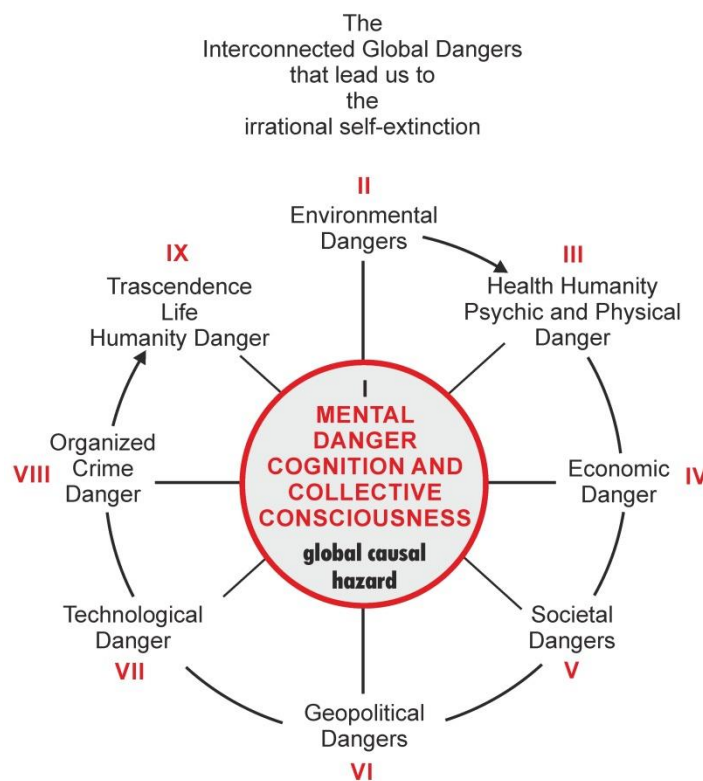 The
Interconnected Global Dangers
that lead us to
the
irrational self-extinction
II
Environmental
Dangers
III
Health Humanity
Psychic and Physical
Danger
IV
Economic
Danger
Societal
Dangers
V
Geopolitical
Dangers
VI
Technological
Danger
VII
VIII
Organized
Crime
Danger
IX
Trascendence
Life
Humanity Danger
I
MENTAL
DANGER
COGNITION AND
COLLECTIVE
CONSCIOUSNESS
global causal
hazard